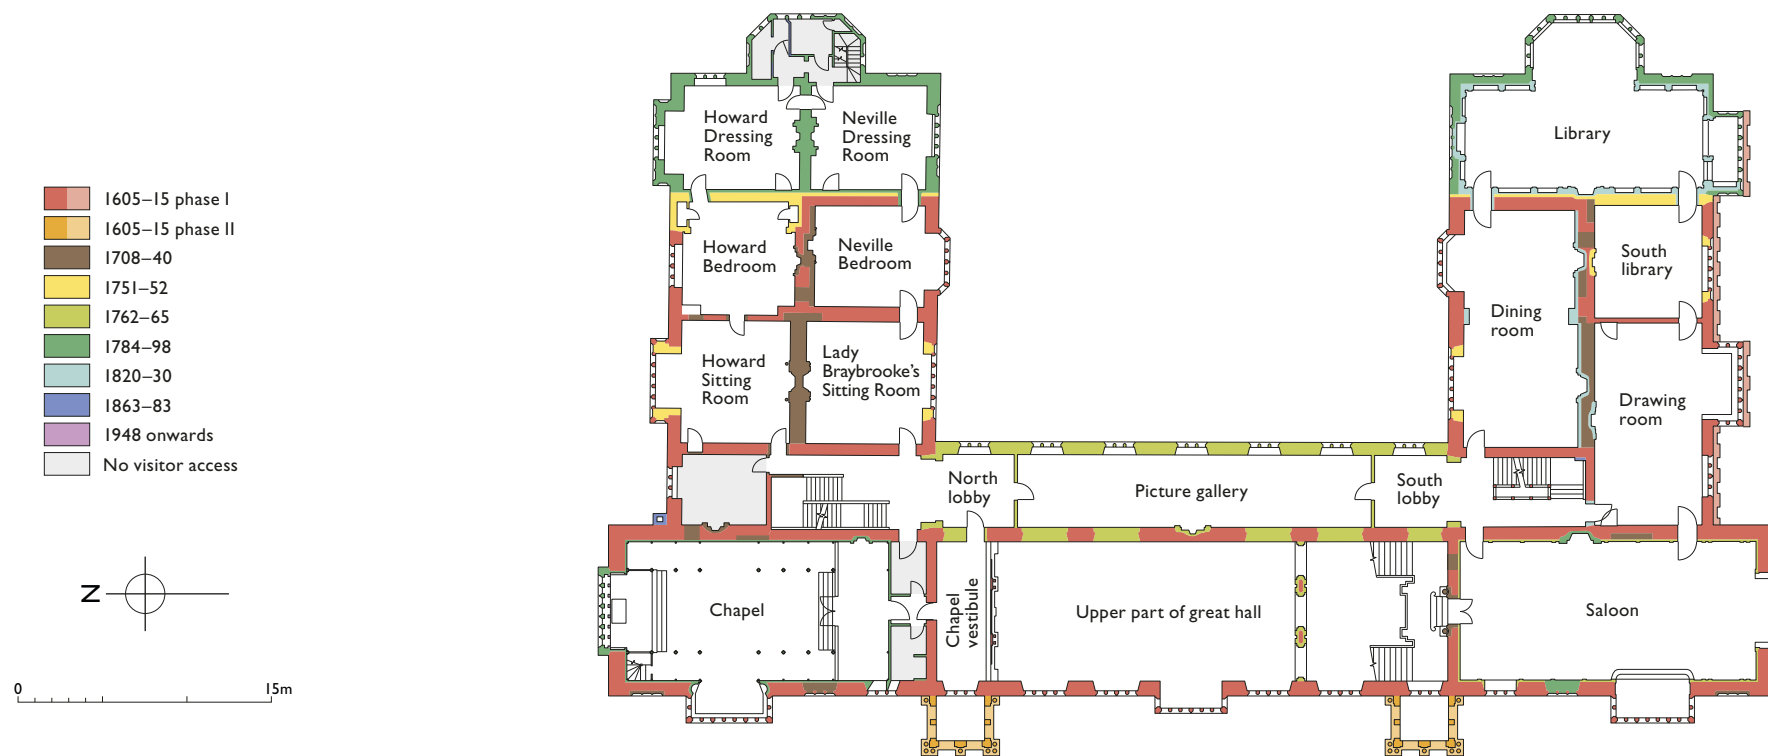 1605–15 phase I
1605–15 phase II
1708–40
1751–52
1762–65
1784–98
1820–30
1863–83
1948 onwards
No visitor access
N
0
15m
Howard
Dressing
Room
Neville
Dressing
Room
Howard
Bedroom
Neville
Bedroom
Howard
Sitting
Room
Lady
Braybrooke’s
Sitting Room
Library
South
library
Dining
room
Drawing
room
North
lobby
Picture gallery
South
lobby
Chapel
Chapel
vestibule
Upper part of great hall
Saloon